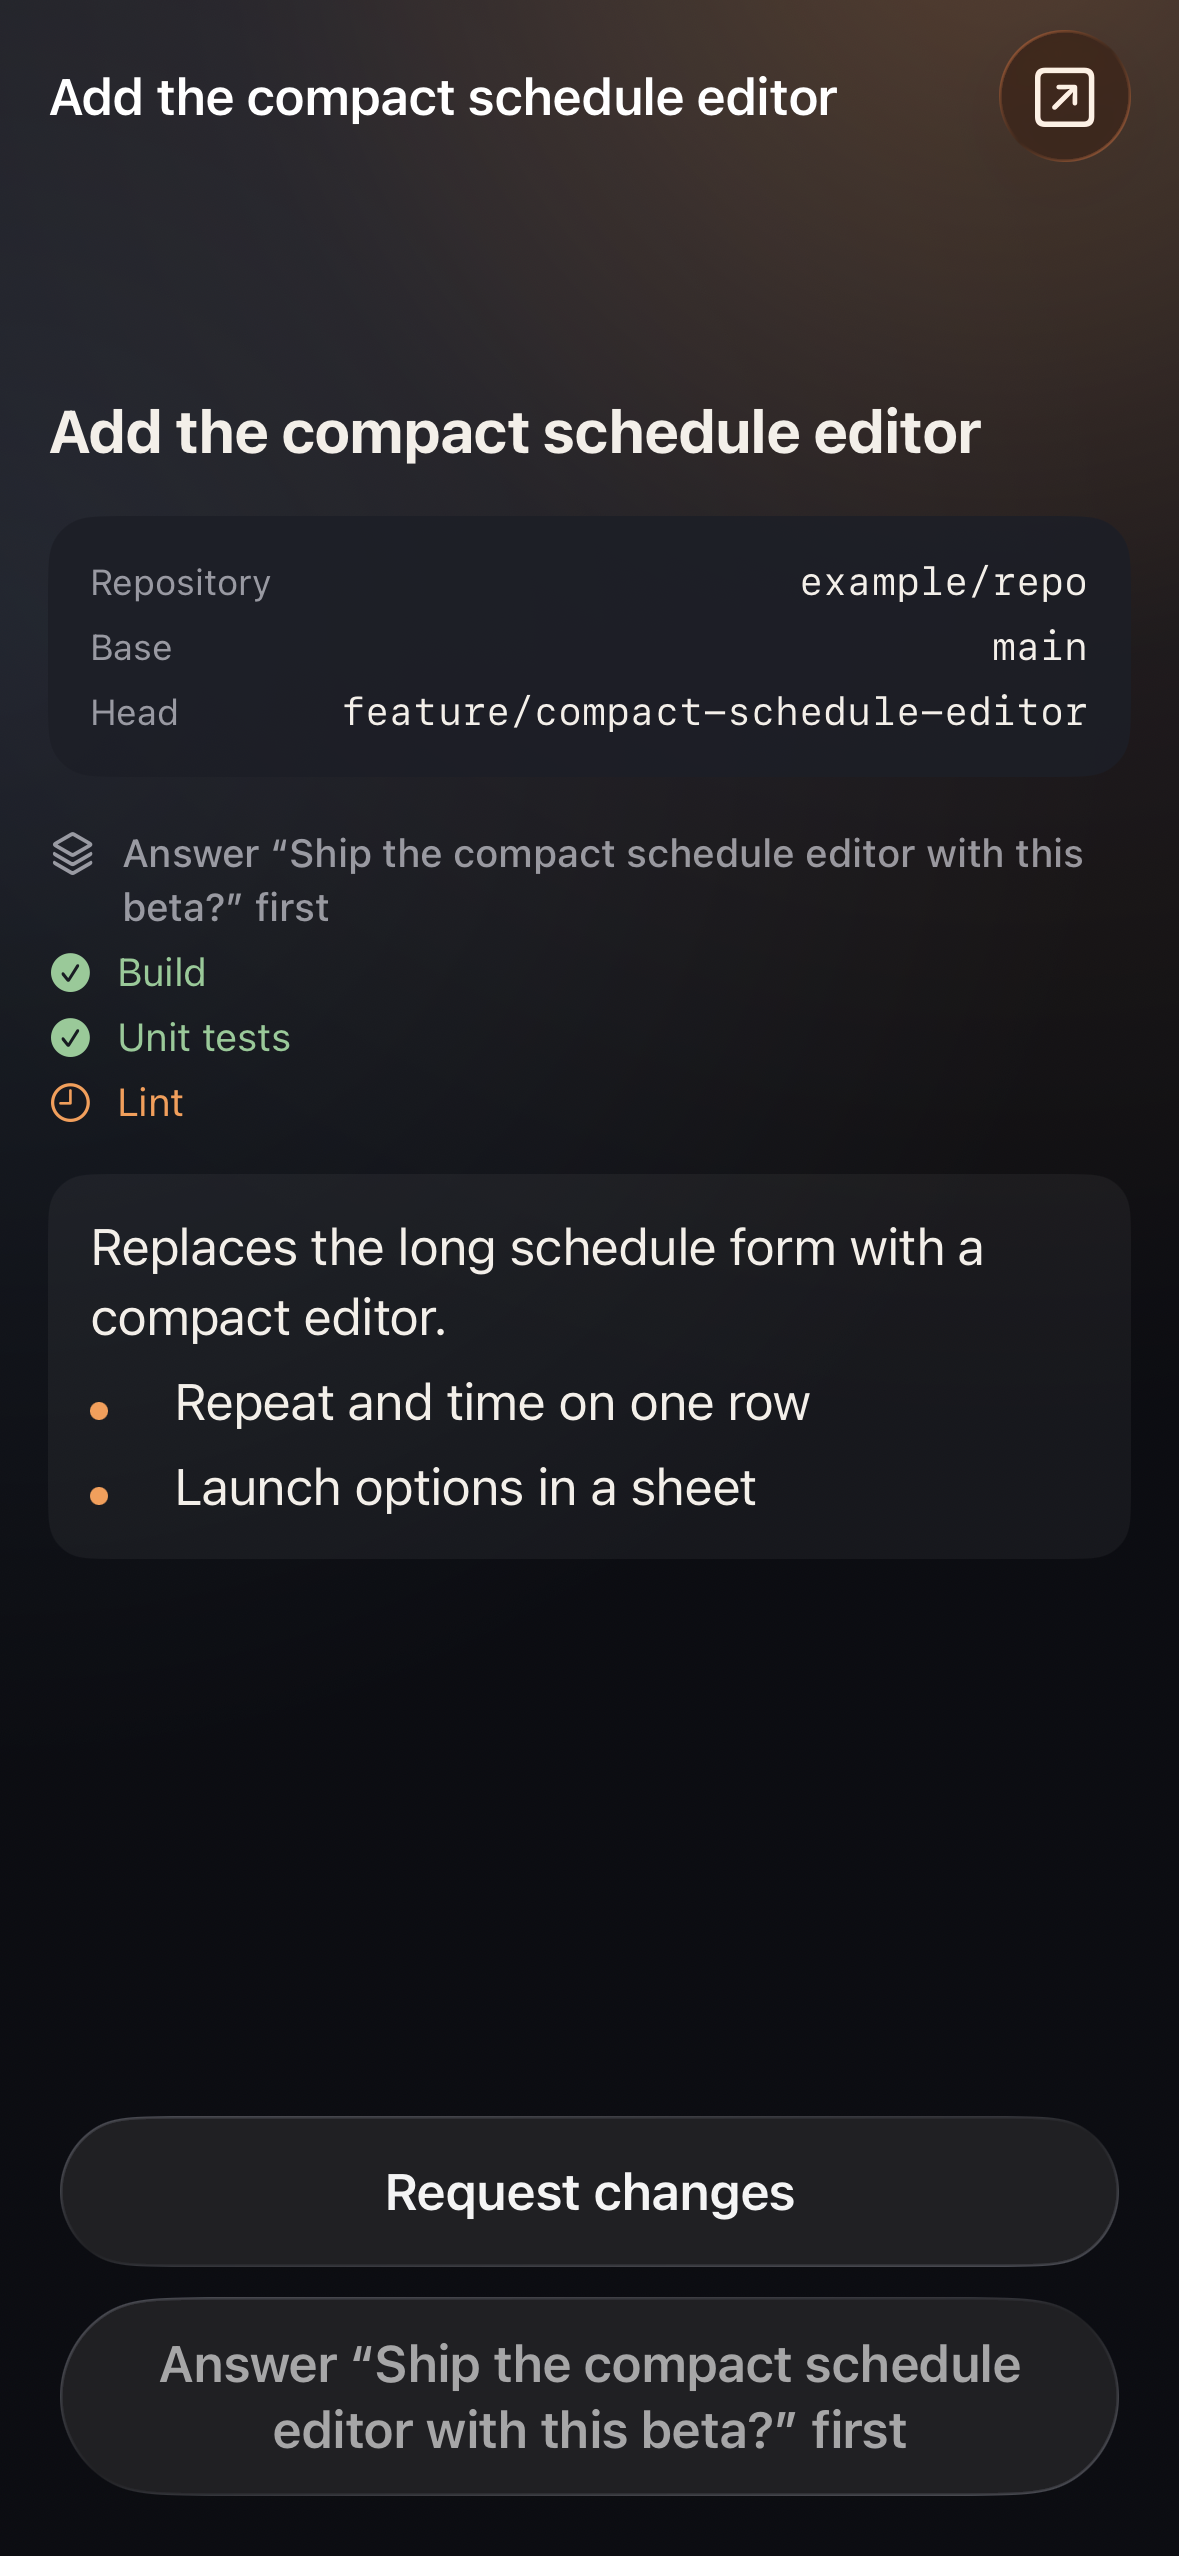 Add the compact schedule editor
Add the compact schedule editor
Repository example/repo
Base main
Head feature/compact-schedule-editor
Answer “Ship the compact schedule editor with this
beta?” first
Build
Unit tests
Lint
Replaces the long schedule form with a
compact editor.
• Repeat and time on one row
• Launch options in a sheet
Request changes
Answer “Ship the compact schedule
editor with this beta?” first